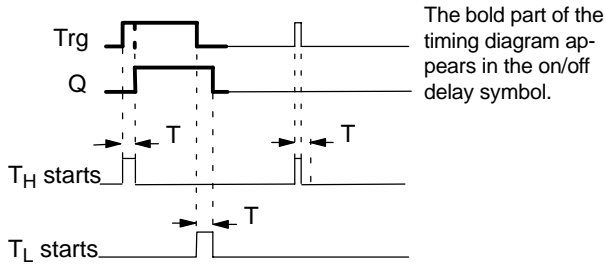 Trg
Q
T
T
T_H starts
T
T_L starts
The bold part of the
timing diagram ap-
pears in the on/off
delay symbol.